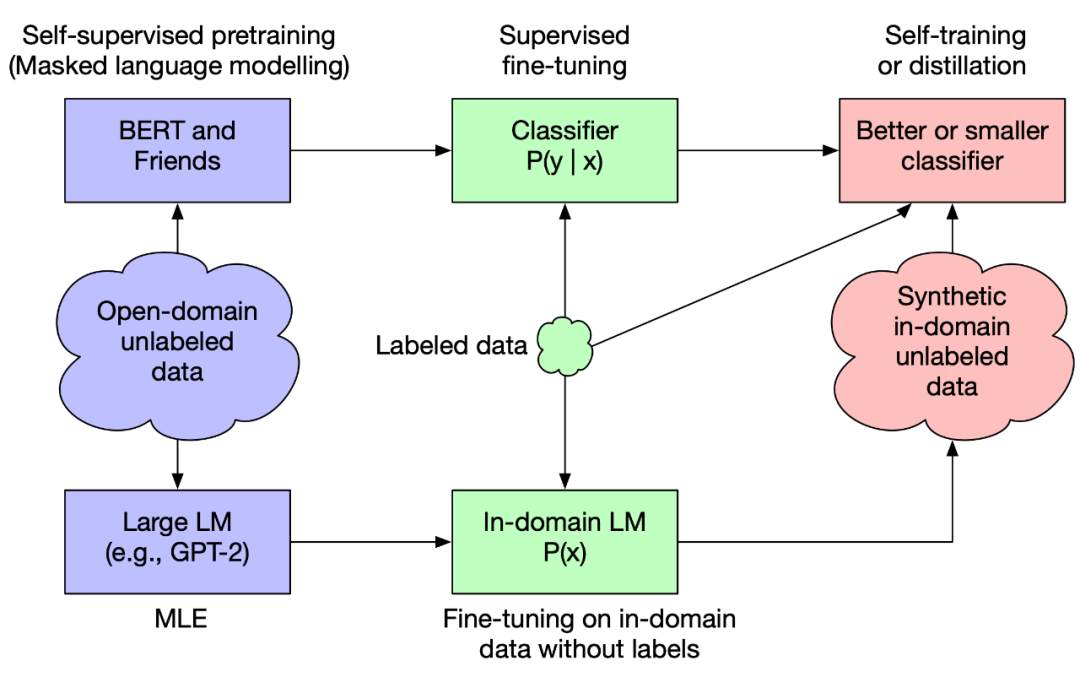 Self-supervised pretraining
(Masked language modelling)
Supervised
fine-tuning
Self-training
or distillation
BERT and
Friends
Classifier
P(y | x)
Better or smaller
classifier
Open-domain
unlabeled
data
Labeled data
Synthetic
in-domain
unlabeled
data
Large LM
(e.g., GPT-2)
In-domain LM
P(x)
MLE
Fine-tuning on in-domain
data without labels